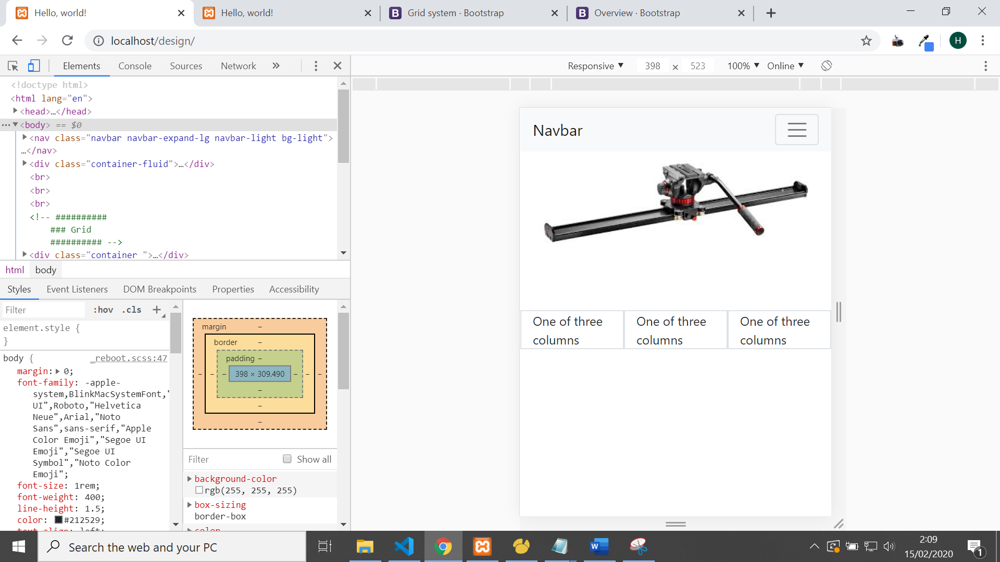 Hello, world!
Hello, world!
Grid system · Bootstrap
Overview · Bootstrap
localhost/design/
H
Elements
Console
Sources
Network
Responsive
398 × 523
100%
Online
<!doctype html>
<html lang="en">
<head>…</head>
<body> == $0
<nav class="navbar navbar-expand-lg navbar-light bg-light">
…</nav>
<div class="container-fluid">…</div>
<br>
<br>
<br>
<!-- ##########
### Grid
########## -->
<div class="container ">…</div>
html body
Styles
Event Listeners
DOM Breakpoints
Properties
Accessibility
Filter
:hov .cls +
element.style {
}
body {
_reboot.scss:47
margin: 0;
font-family: -apple-
system,BlinkMacSystemFont,"
UI",Roboto,"Helvetica
Neue",Arial,"Noto
Sans",sans-serif,"Apple
Color Emoji","Segoe UI
Emoji","Segoe UI
Symbol","Noto Color
Emoji";
font-size: 1rem;
font-weight: 400;
line-height: 1.5;
color: #212529;
text-align: left;
margin –
border –
padding –
– – – 398 × 309.490 – – –
–
–
–
Filter
Show all
background-color
rgb(255, 255, 255)
box-sizing
border-box
color
Navbar
One of three
columns
One of three
columns
One of three
columns
Search the web and your PC
W
2:09
15/02/2020
1